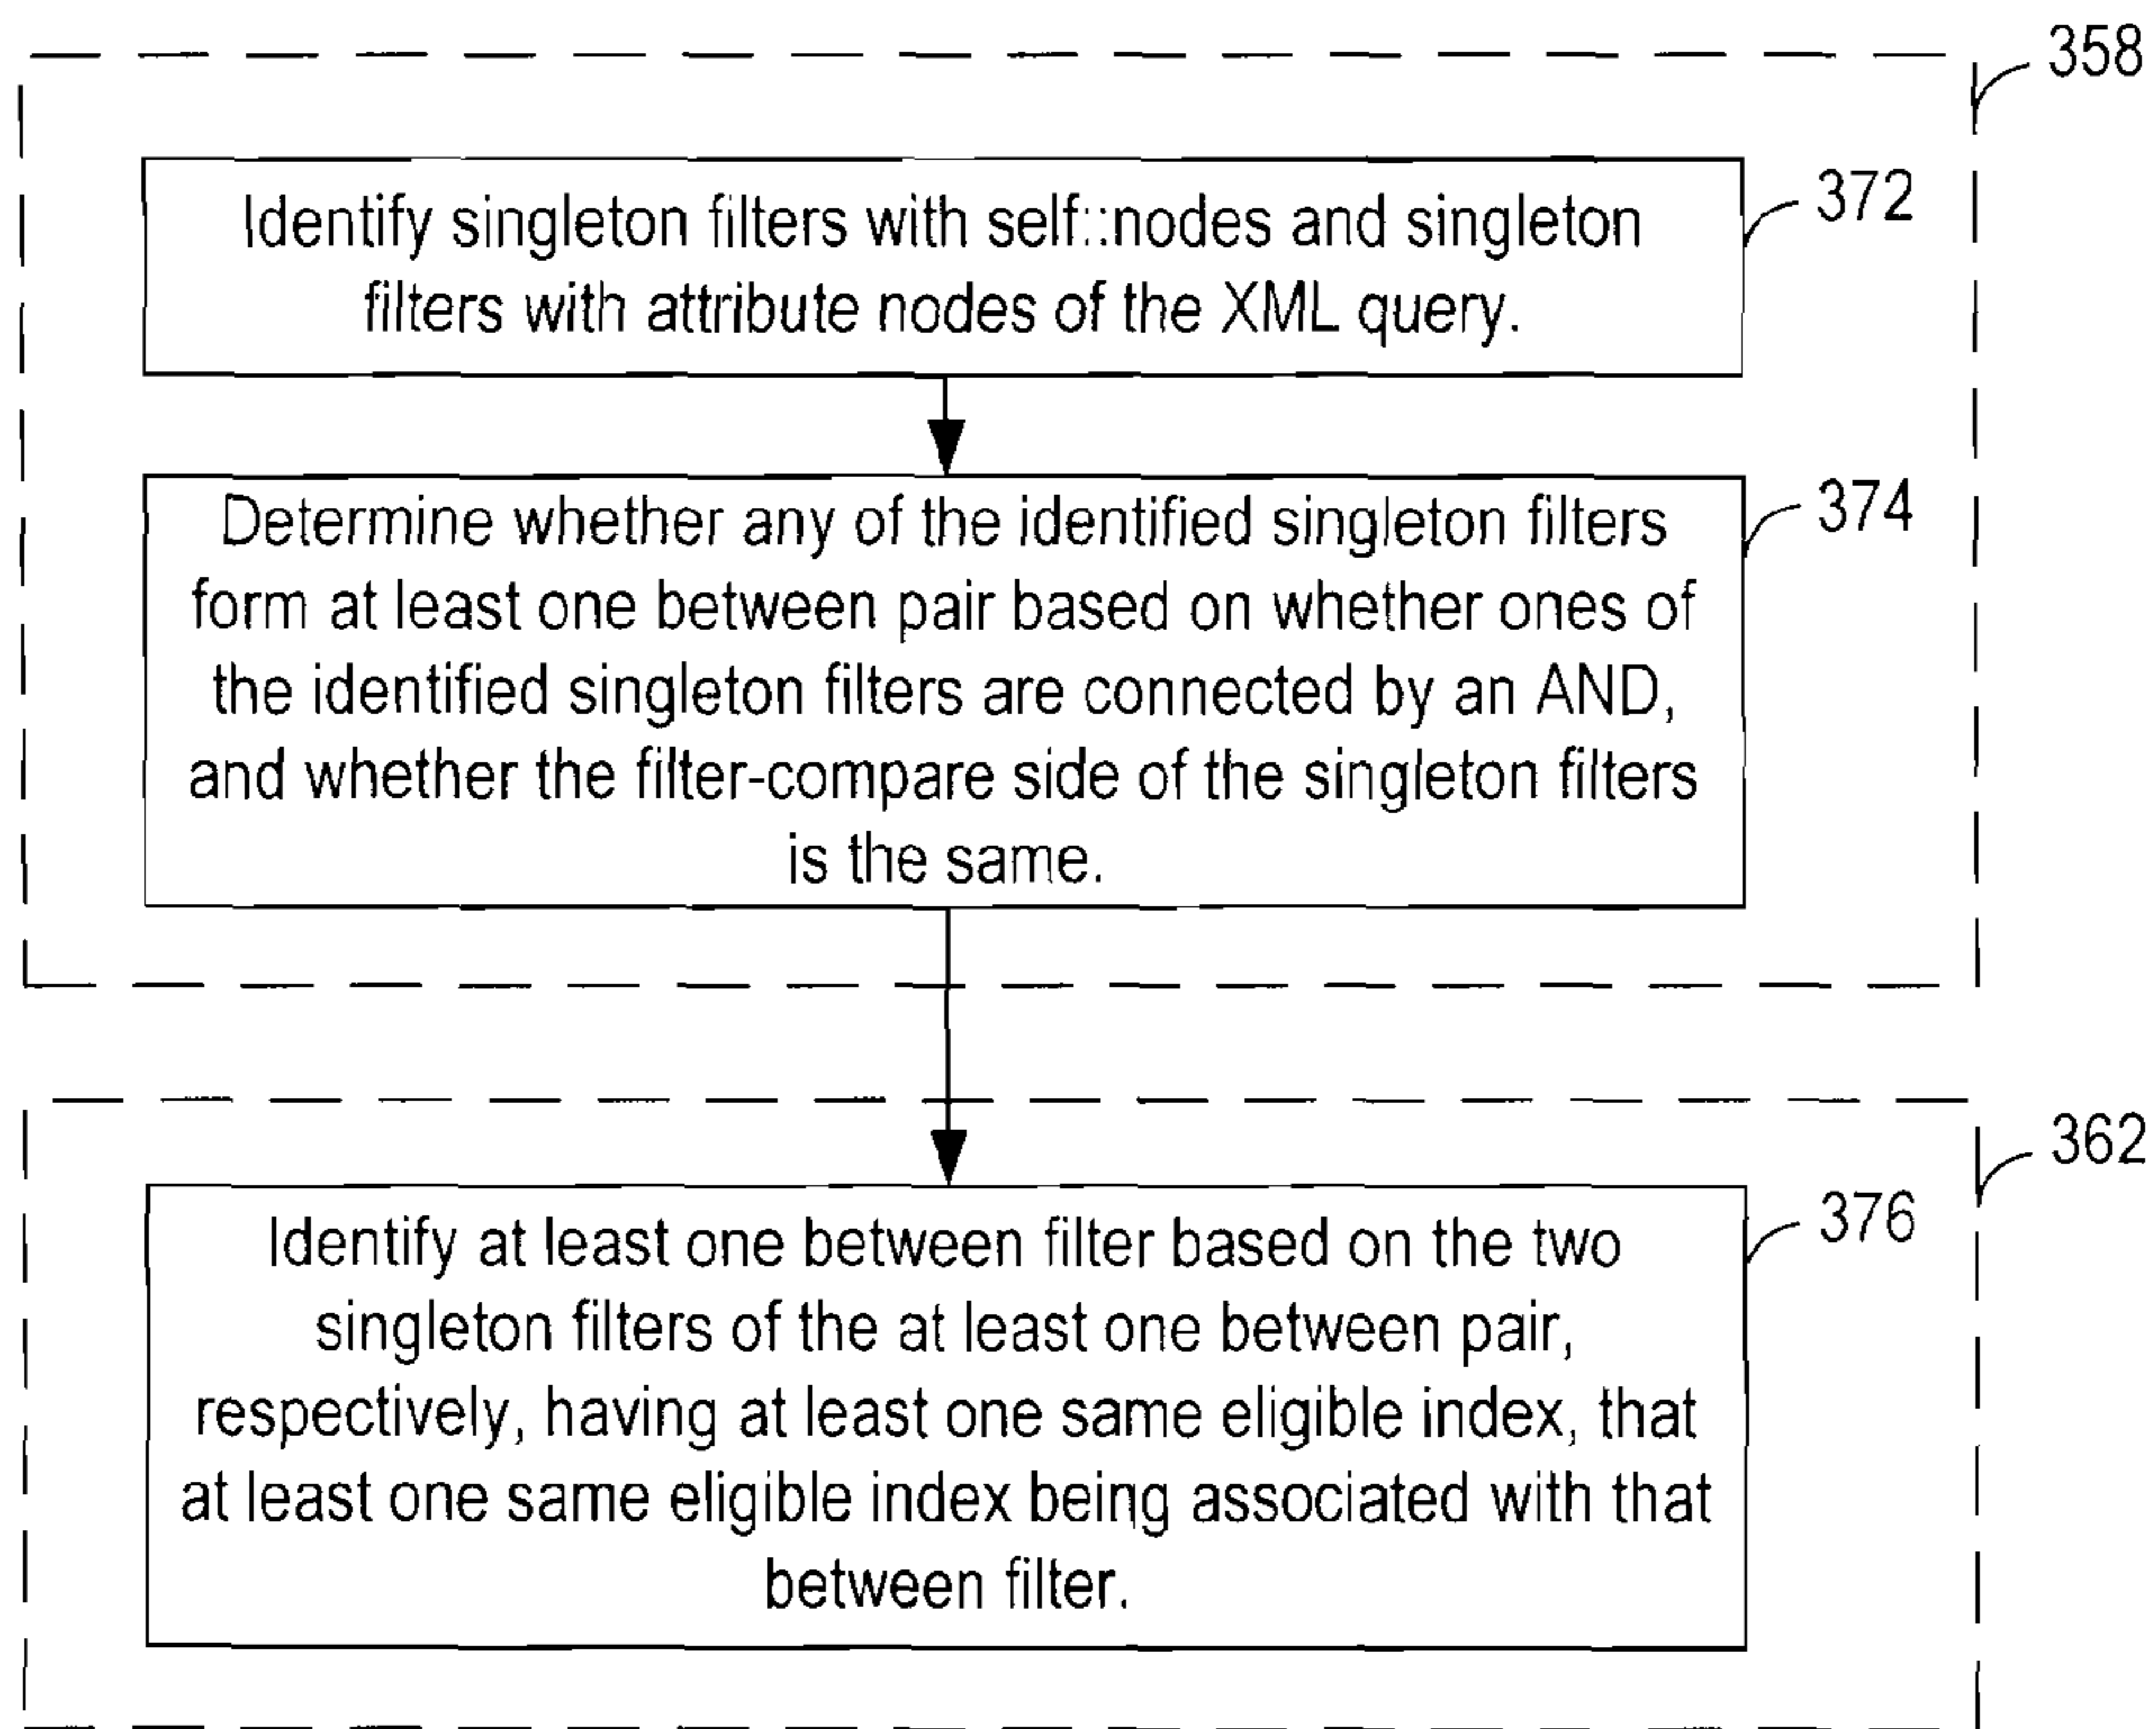 358
Identify singleton filters with self::nodes and singleton
filters with attribute nodes of the XML query.
372
Determine whether any of the identified singleton filters
form at least one between pair based on whether ones of
the identified singleton filters are connected by an AND,
and whether the filter-compare side of the singleton filters
is the same.
374
362
Identify at least one between filter based on the two
singleton filters of the at least one between pair,
respectively, having at least one same eligible index, that
at least one same eligible index being associated with that
between filter.
376